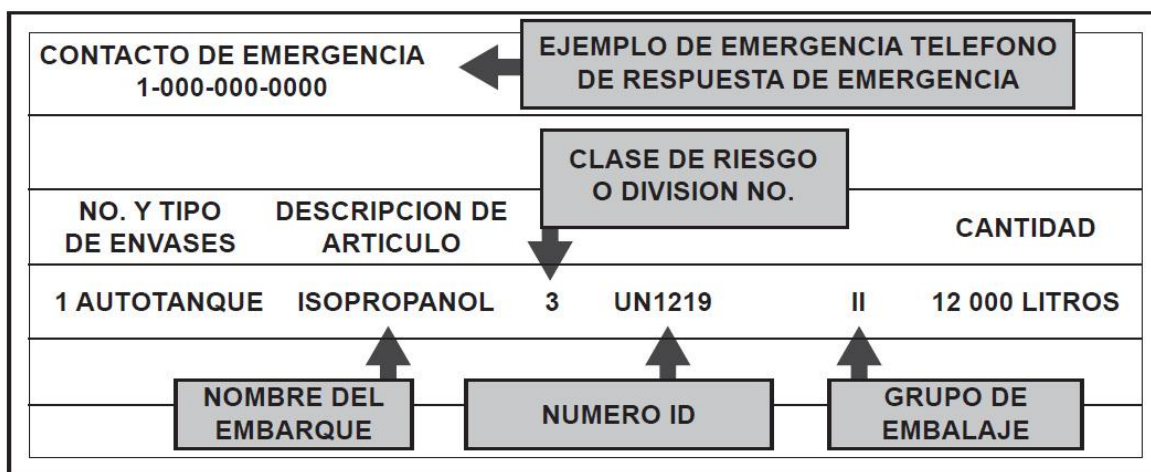 CONTACTO DE EMERGENCIA
1-000-000-0000
EJEMPLO DE EMERGENCIA TELEFONO
DE RESPUESTA DE EMERGENCIA
CLASE DE RIESGO
O DIVISION NO.
NO. Y TIPO
DE ENVASES
DESCRIPCION DE
ARTICULO
CANTIDAD
1 AUTOTANQUE ISOPROPANOL 3 UN1219 II 12 000 LITROS
NOMBRE DEL
EMBARQUE
NUMERO ID
GRUPO DE
EMBALAJE